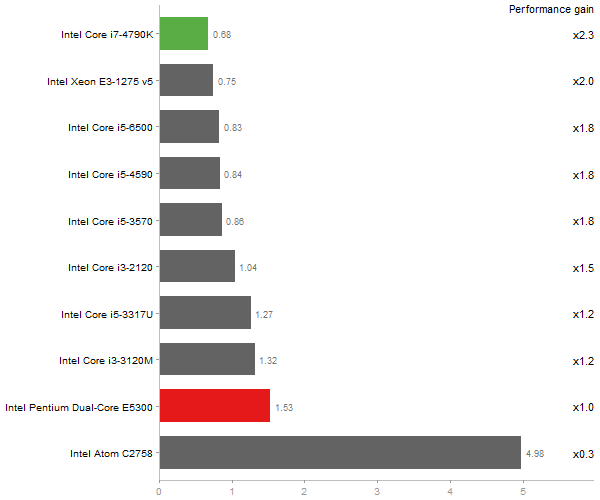 Performance gain
Intel Core i7-4790K 0.68 x2.3
Intel Xeon E3-1275 v5 0.75 x2.0
Intel Core i5-6500 0.83 x1.8
Intel Core i5-4590 0.84 x1.8
Intel Core i5-3570 0.86 x1.8
Intel Core i3-2120 1.04 x1.5
Intel Core i5-3317U 1.27 x1.2
Intel Core i3-3120M 1.32 x1.2
Intel Pentium Dual-Core E5300 1.53 x1.0
Intel Atom C2758 4.98 x0.3
0 1 2 3 4 5